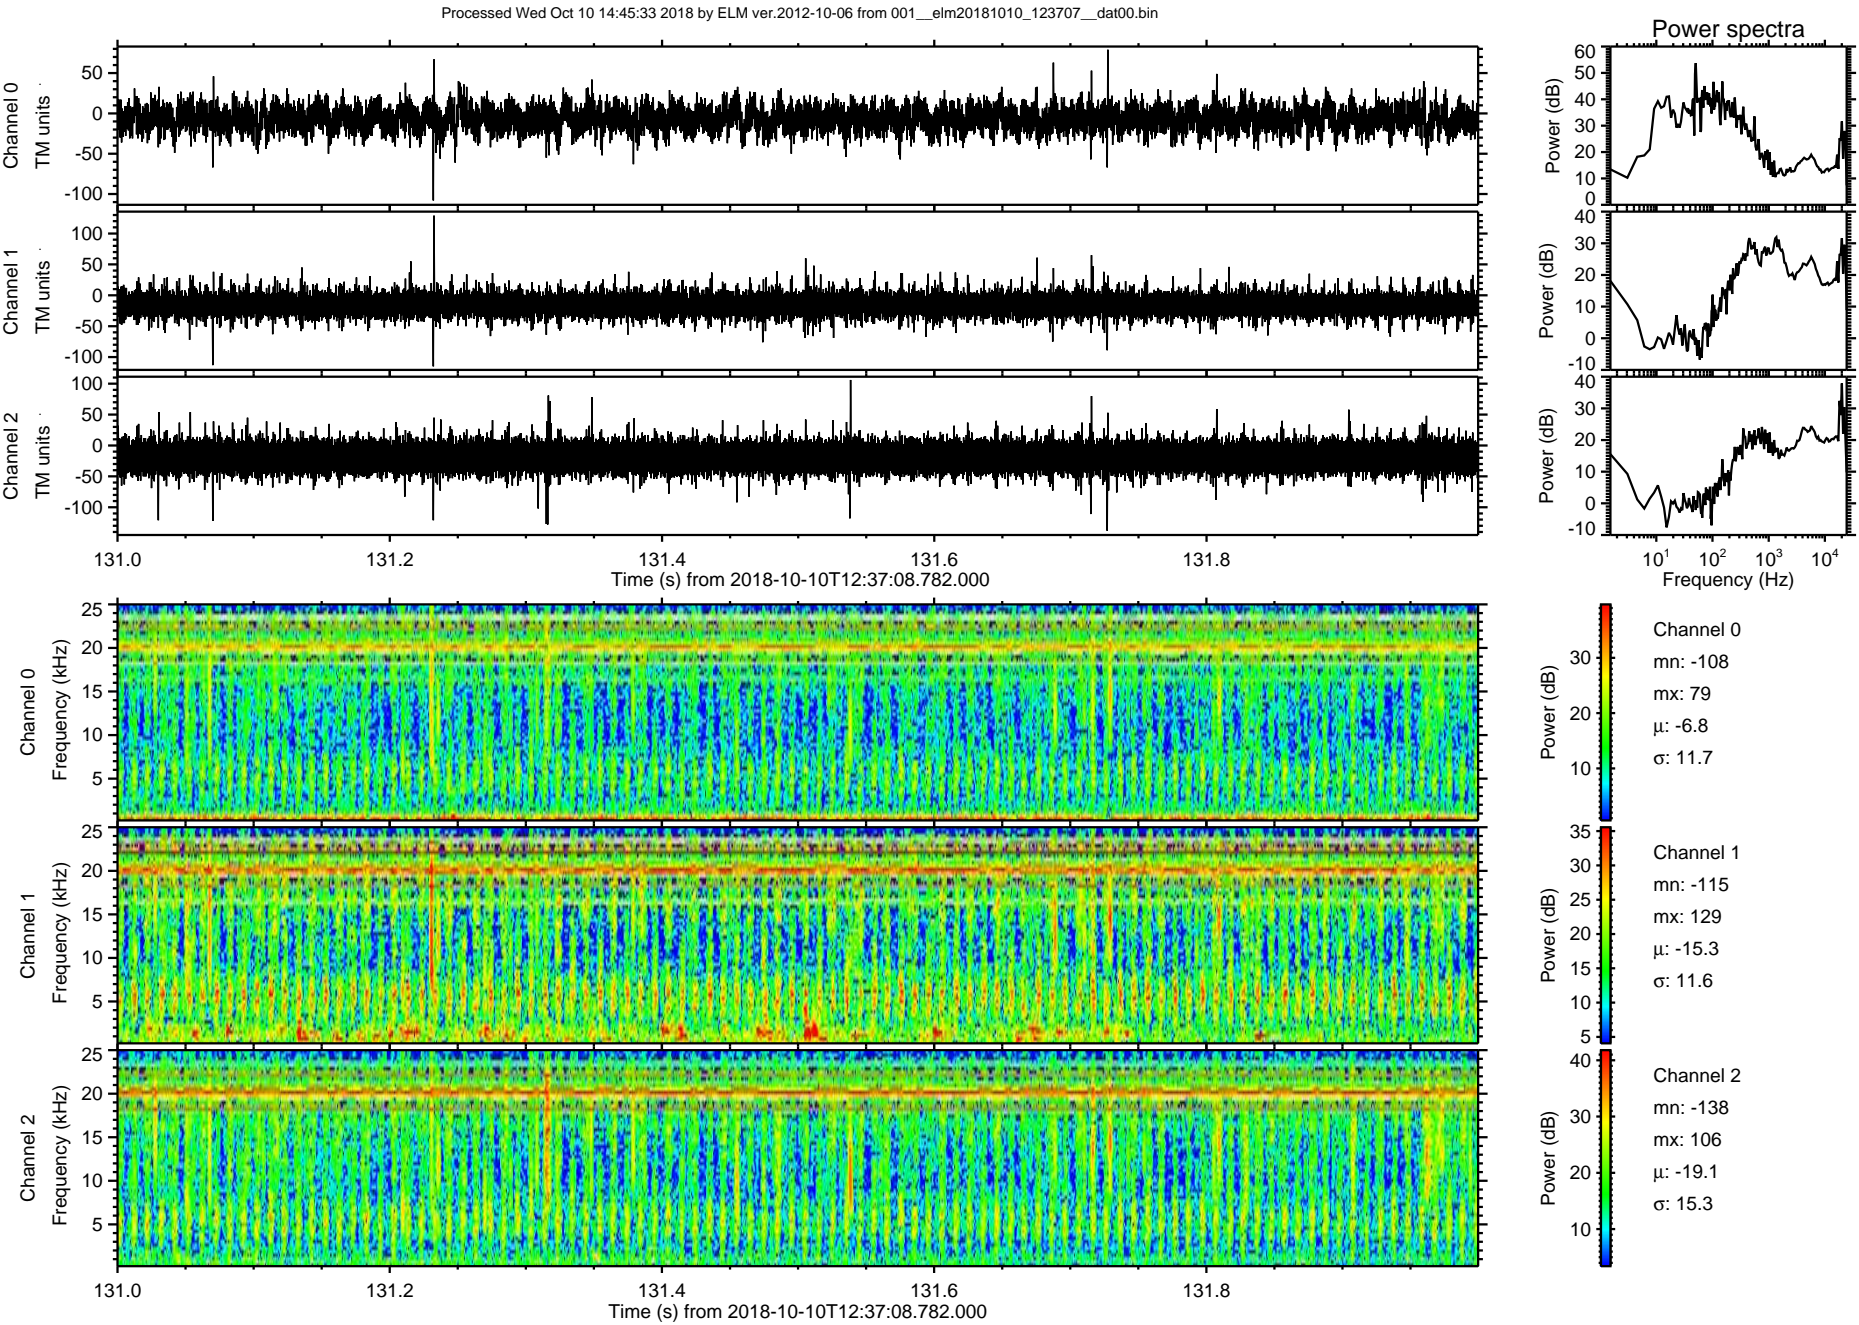 Processed Wed Oct 10 14:45:33 2018 by ELM ver.2012-10-06 from 001__elm20181010_123707__dat00.bin
Power spectra
Channel 0
TM units
50
0
-50
-100
Power (dB)
60
50
40
30
20
10
0
Channel 1
TM units
100
50
0
-50
-100
Power (dB)
40
30
20
10
0
-10
Channel 2
TM units
100
50
0
-50
-100
Power (dB)
40
30
20
10
0
-10
131.0 131.2 131.4 131.6 131.8
Time (s) from 2018-10-10T12:37:08.782.000
10¹ 10² 10³ 10⁴
Frequency (Hz)
Channel 0
Frequency (kHz)
25
20
15
10
5
Power (dB)
30
20
10
Channel 0
mn: -108
mx: 79
μ: -6.8
σ: 11.7
Channel 1
Frequency (kHz)
25
20
15
10
5
Power (dB)
35
30
25
20
15
10
5
Channel 1
mn: -115
mx: 129
μ: -15.3
σ: 11.6
Channel 2
Frequency (kHz)
25
20
15
10
5
Power (dB)
40
30
20
10
Channel 2
mn: -138
mx: 106
μ: -19.1
σ: 15.3
131.0 131.2 131.4 131.6 131.8
Time (s) from 2018-10-10T12:37:08.782.000